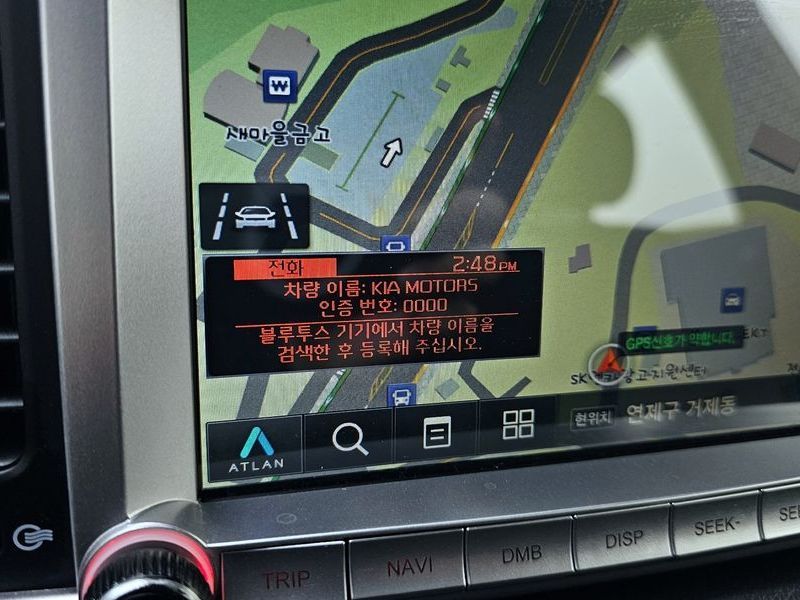 새마을금고
전화 2:48 PM
차량 이름: KIA MOTORS
인증 번호: 0000
블루투스 기기에서 차량 이름을
검색한 후 등록해 주십시오.
GPS신호가 약합니다.
현위치 연제구 거제동
ATLAN
TRIP NAVI DMB DISP SEEK-